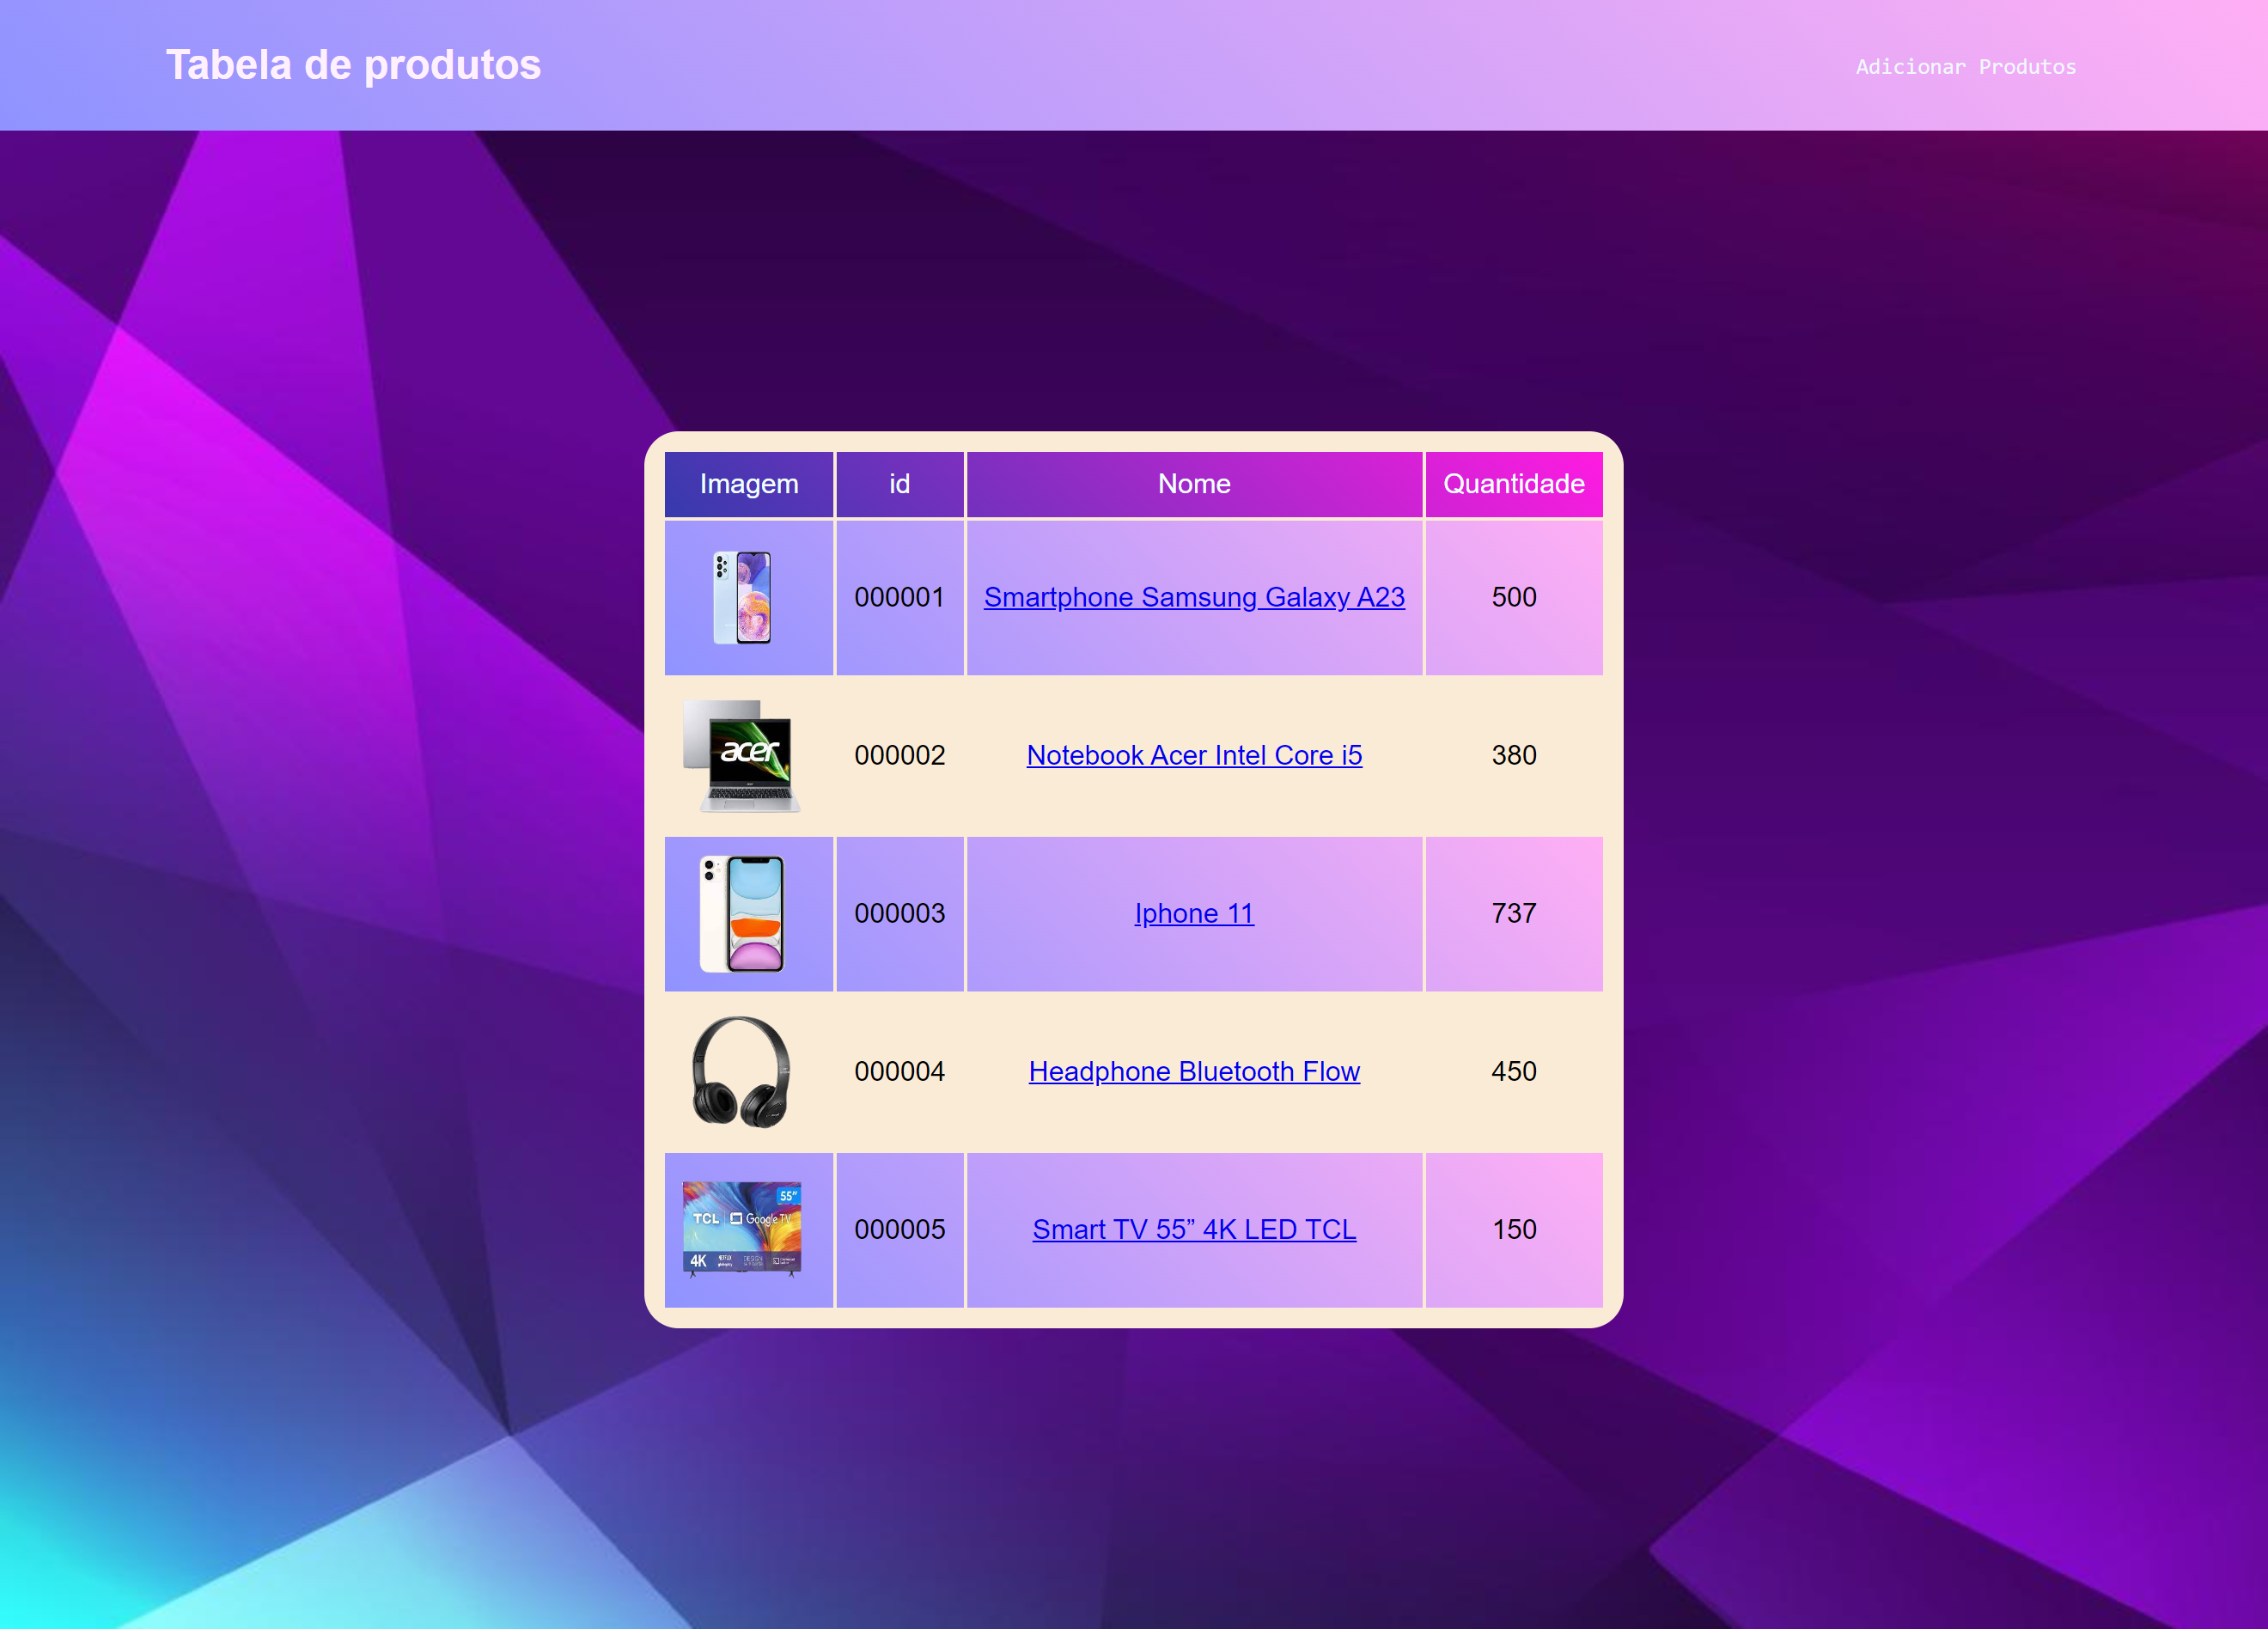 Tabela de produtos
Adicionar Produtos
Imagem id Nome Quantidade
000001 Smartphone Samsung Galaxy A23 500
acer
000002 Notebook Acer Intel Core i5 380
000003 Iphone 11 737
000004 Headphone Bluetooth Flow 450
55”
TCL Google TV
4K
000005 Smart TV 55” 4K LED TCL 150